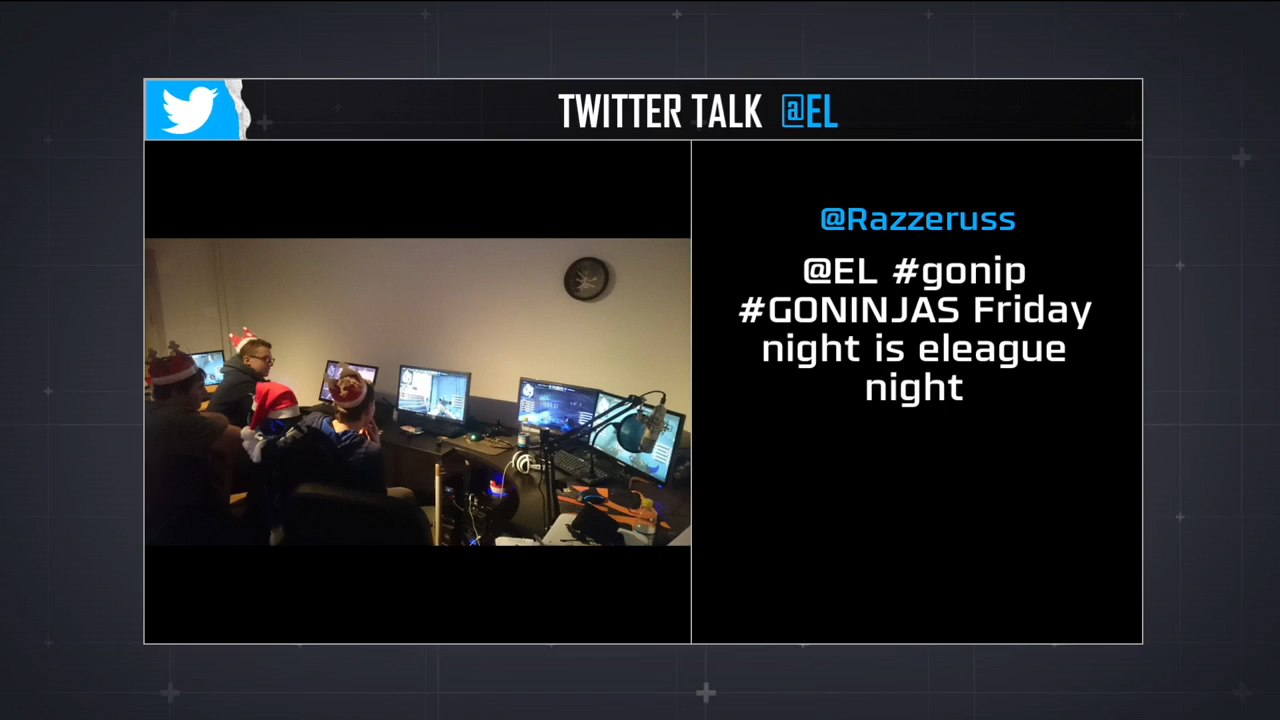 TWITTER TALK @EL
@Razzeruss
@EL #gonip
#GONINJAS Friday
night is eleague
night